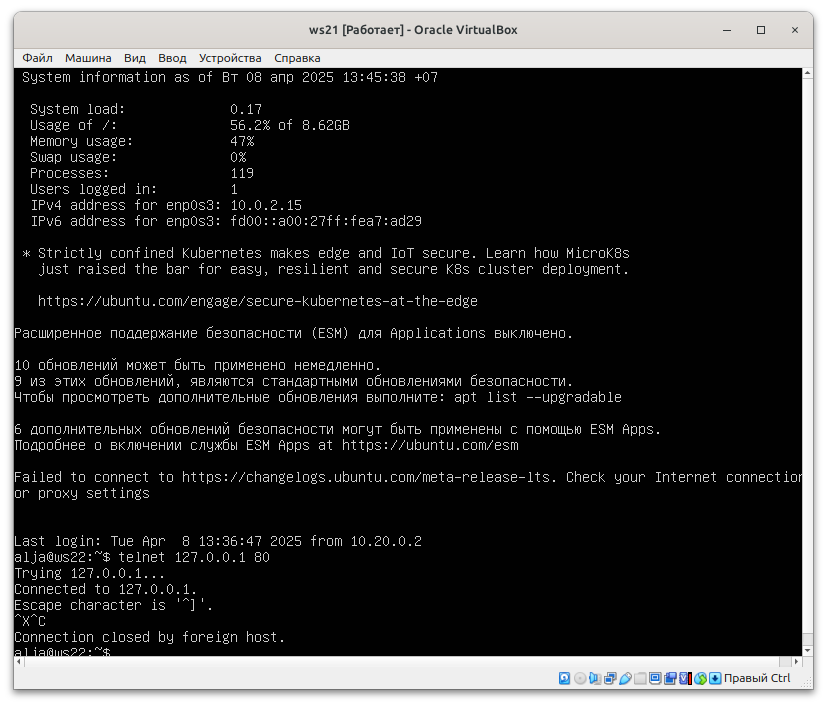 ws21 [Работает] - Oracle VirtualBox
Файл Машина Вид Ввод Устройства Справка
System information as of Вт 08 апр 2025 13:45:38 +07
System load: 0.17
Usage of /: 56.2% of 8.62GB
Memory usage: 47%
Swap usage: 0%
Processes: 119
Users logged in: 1
IPv4 address for enp0s3: 10.0.2.15
IPv6 address for enp0s3: fd00::a00:27ff:fea7:ad29
* Strictly confined Kubernetes makes edge and IoT secure. Learn how MicroK8s
just raised the bar for easy, resilient and secure K8s cluster deployment.
https://ubuntu.com/engage/secure-kubernetes-at-the-edge
Расширенное поддержание безопасности (ESM) для Applications выключено.
10 обновлений может быть применено немедленно.
9 из этих обновлений, являются стандартными обновлениями безопасности.
Чтобы просмотреть дополнительные обновления выполните: apt list --upgradable
6 дополнительных обновлений безопасности могут быть применены с помощью ESM Apps.
Подробнее о включении службы ESM Apps at https://ubuntu.com/esm
Failed to connect to https://changelogs.ubuntu.com/meta-release-lts. Check your Internet connection
or proxy settings
Last login: Tue Apr  8 13:36:47 2025 from 10.20.0.2
alja@ws22:~$ telnet 127.0.0.1 80
Trying 127.0.0.1...
Connected to 127.0.0.1.
Escape character is '^]'.
^X^C
Connection closed by foreign host.
alja@ws22:~$
Правый Ctrl